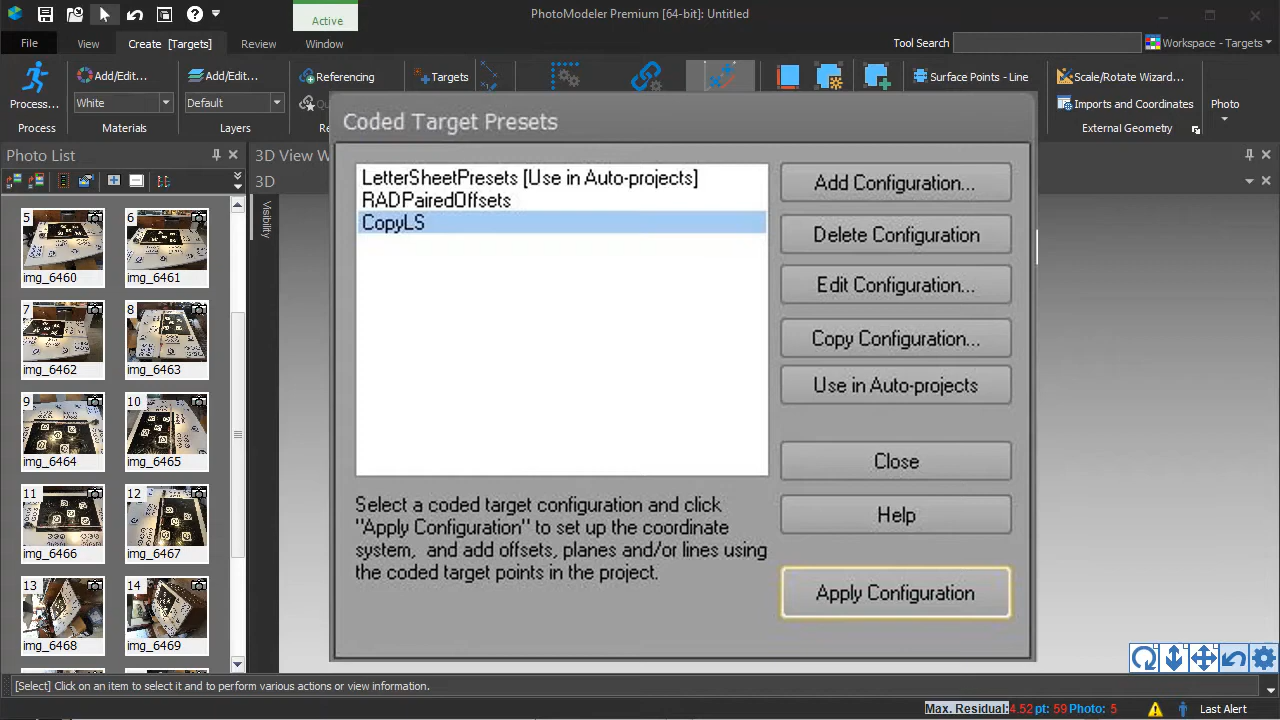 PhotoModeler Premium [64-bit]: Untitled
Active
File
View
Create [Targets]
Review
Window
Tool Search
Workspace - Targets
Process...
Process
Add/Edit...
White
Materials
Add/Edit...
Default
Layers
Referencing
Targets
Surface Points - Line
Scale/Rotate Wizard...
Imports and Coordinates
External Geometry
Photo
Photo List
3D View
3D
Visibility
5
img_6460
6
img_6461
7
img_6462
8
img_6463
9
img_6464
10
img_6465
11
img_6466
12
img_6467
13
img_6468
14
img_6469
Coded Target Presets
LetterSheetPresets [Use in Auto-projects]
RADPairedOffsets
CopyLS
Add Configuration...
Delete Configuration
Edit Configuration...
Copy Configuration...
Use in Auto-projects
Close
Help
Apply Configuration
Select a coded target configuration and click
"Apply Configuration" to set up the coordinate
system, and add offsets, planes and/or lines using
the coded target points in the project.
[Select] Click on an item to select it and to perform various actions or view information.
Max. Residual:4.52 pt: 59 Photo: 5
Last Alert